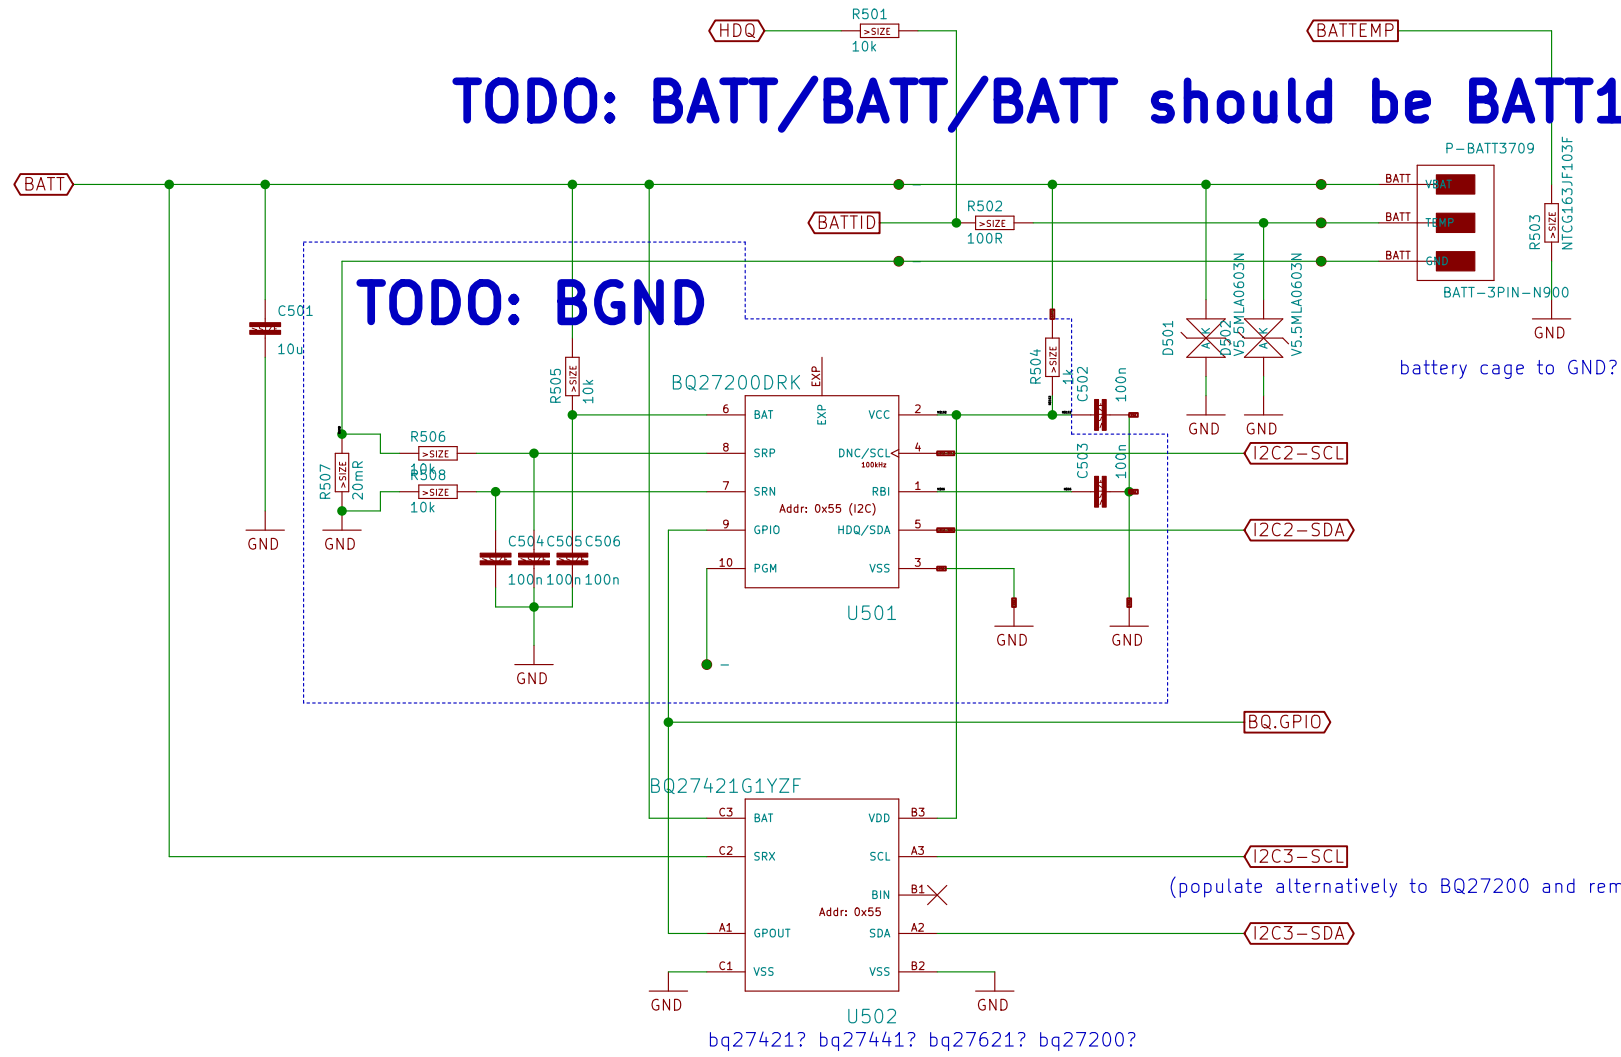 HDQ
R501
>SIZE
10k
BATTEMP
TODO: BATT/BATT/BATT should be BATT1
P-BATT3709
BATT
BATT
VBAT
BATTID
R502
>SIZE
100R
BATT
TEMP
BATT
GND
BATT-3PIN-N900
R503
>SIZE
NTCG163JF103F
GND
battery cage to GND?
TODO: BGND
C501
10u
GND
R505
>SIZE
10k
BQ27200DRK
EXP
EXP
R504
>SIZE
1k
C502
100n
D501
V5.5MLA0603N
A
K
GND
D502
V5.5MLA0603N
A
K
GND
6
BAT
VCC
2
8
SRP
DNC/SCL
4
100kHz
7
SRN
RBI
1
Addr: 0x55 (I2C)
9
GPIO
HDQ/SDA
5
10
PGM
VSS
3
U501
C503
100n
I2C2-SCL
I2C2-SDA
R506
>SIZE
10k
R507
>SIZE
20mR
R508
>SIZE
10k
GND
C504
C505
C506
100n
100n
100n
GND
GND
GND
BQ.GPIO
BQ27421G1YZF
C3
BAT
VDD
B3
C2
SRX
SCL
A3
I2C3-SCL
(populate alternatively to BQ27200 and rem
BIN
B1
Addr: 0x55
A1
GPOUT
SDA
A2
I2C3-SDA
C1
VSS
VSS
B2
GND
GND
U502
bq27421? bq27441? bq27621? bq27200?